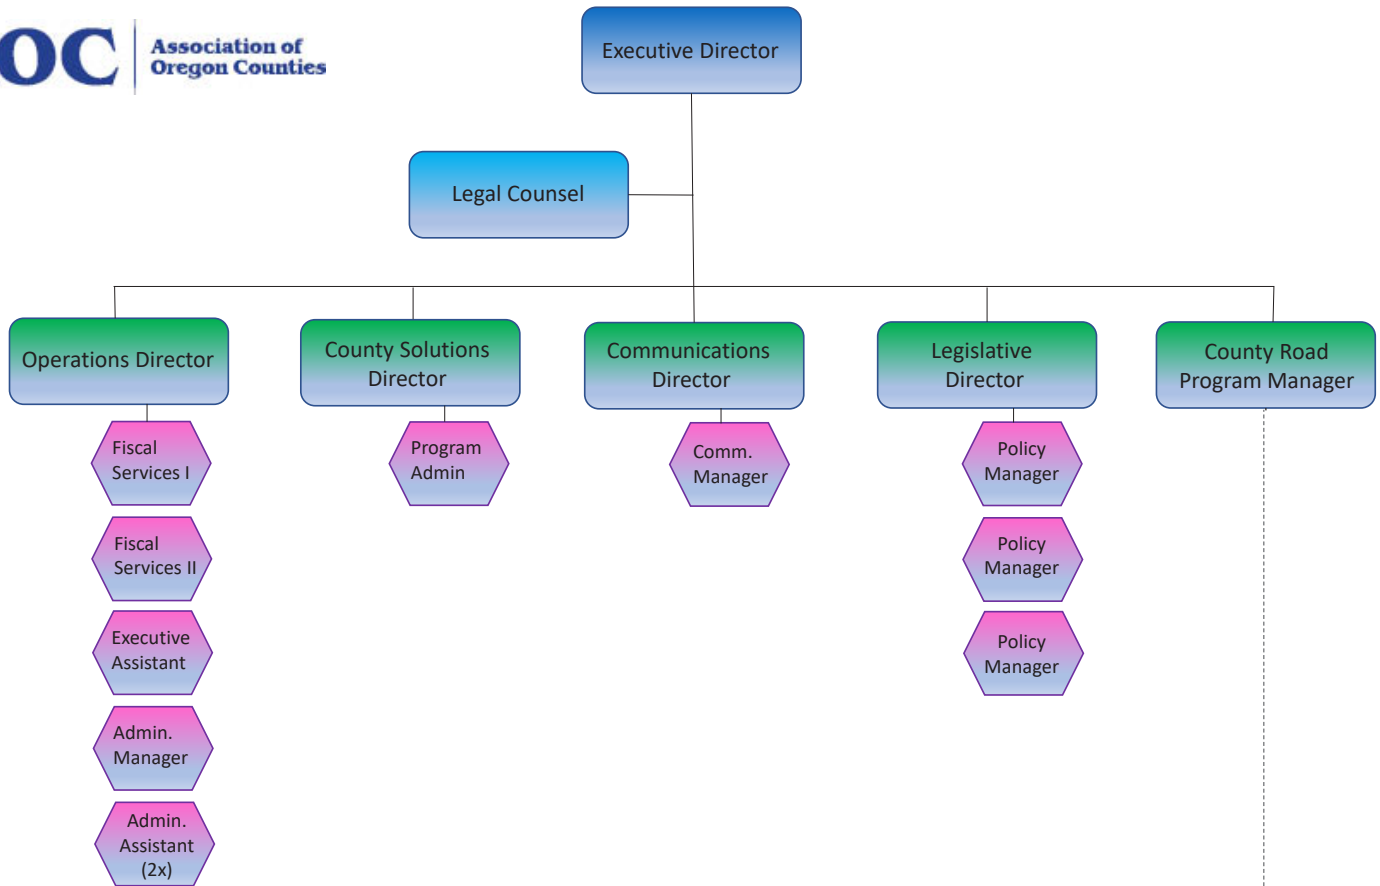 OC
Association of
Oregon Counties
Executive Director
Legal Counsel
Operations Director
County Solutions
Director
Communications
Director
Legislative
Director
County Road
Program Manager
Fiscal
Services I
Program
Admin
Comm.
Manager
Policy
Manager
Fiscal
Services II
Policy
Manager
Executive
Assistant
Policy
Manager
Admin.
Manager
Admin.
Assistant
(2x)